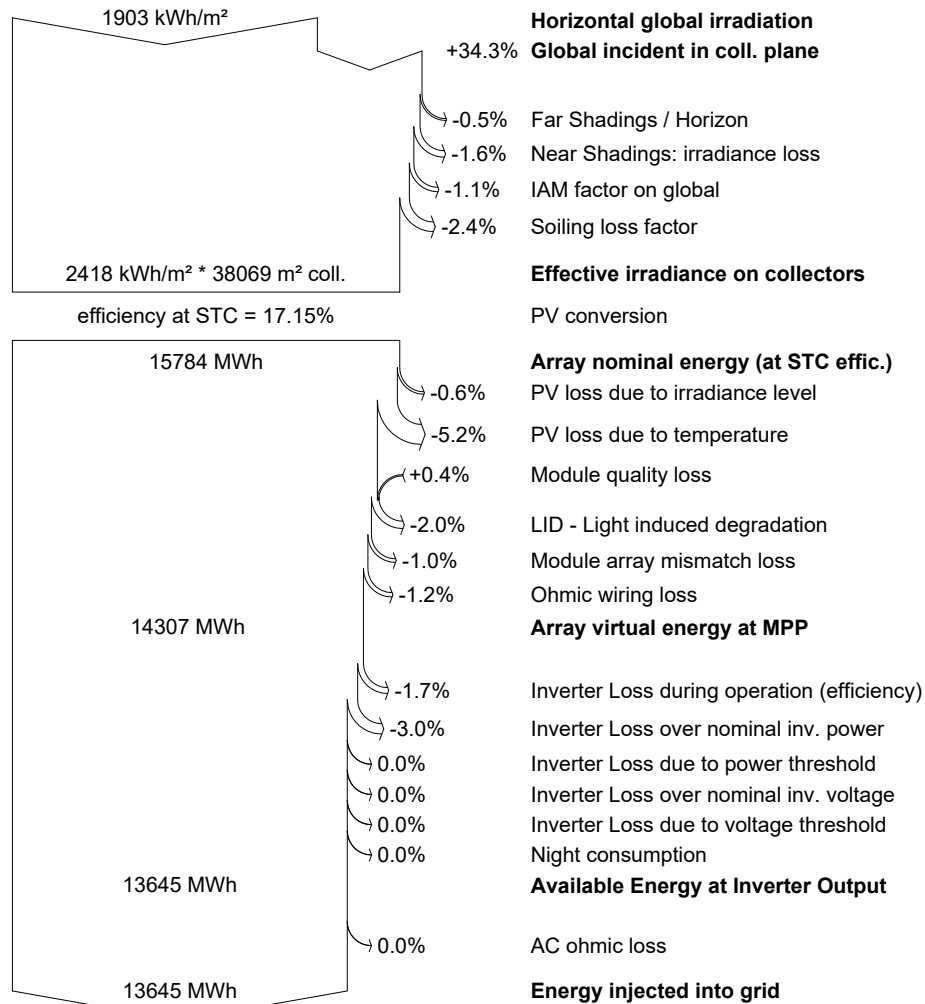 1903 kWh/m² Horizontal global irradiation
+34.3% Global incident in coll. plane
-0.5% Far Shadings / Horizon
-1.6% Near Shadings: irradiance loss
-1.1% IAM factor on global
-2.4% Soiling loss factor
2418 kWh/m² * 38069 m² coll. Effective irradiance on collectors
efficiency at STC = 17.15% PV conversion
15784 MWh Array nominal energy (at STC effic.)
-0.6% PV loss due to irradiance level
-5.2% PV loss due to temperature
+0.4% Module quality loss
-2.0% LID - Light induced degradation
-1.0% Module array mismatch loss
-1.2% Ohmic wiring loss
14307 MWh Array virtual energy at MPP
-1.7% Inverter Loss during operation (efficiency)
-3.0% Inverter Loss over nominal inv. power
0.0% Inverter Loss due to power threshold
0.0% Inverter Loss over nominal inv. voltage
0.0% Inverter Loss due to voltage threshold
0.0% Night consumption
13645 MWh Available Energy at Inverter Output
0.0% AC ohmic loss
13645 MWh Energy injected into grid